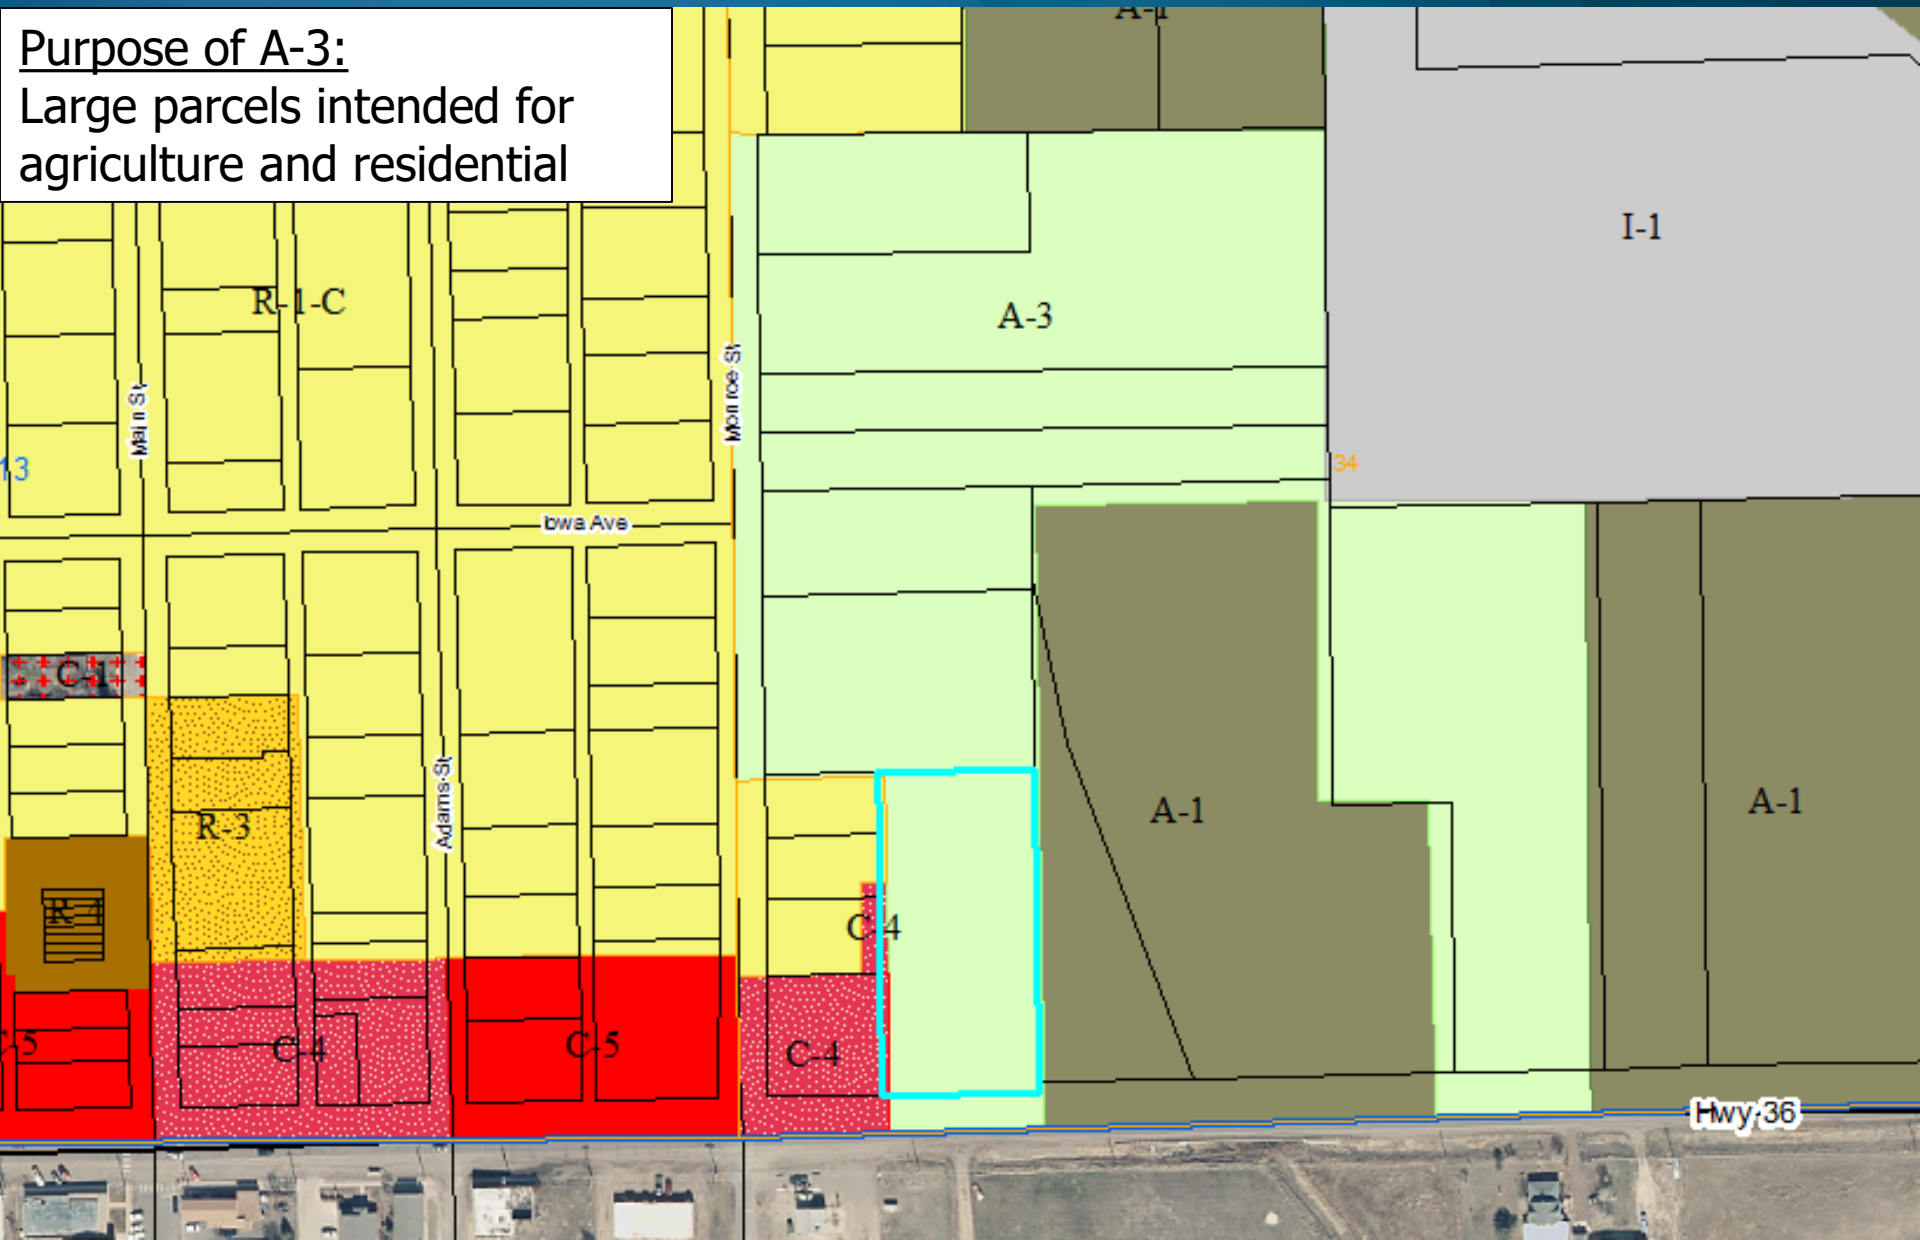 Purpose of A-3:
Large parcels intended for
agriculture and residential
A-1
I-1
R-1-C
A-3
Monroe St
Main St
13
34
Iowa Ave
C-1
Adams St
R-3
A-1
A-1
R-4
C-4
C-5
C-4
C-5
C-4
Hwy 36